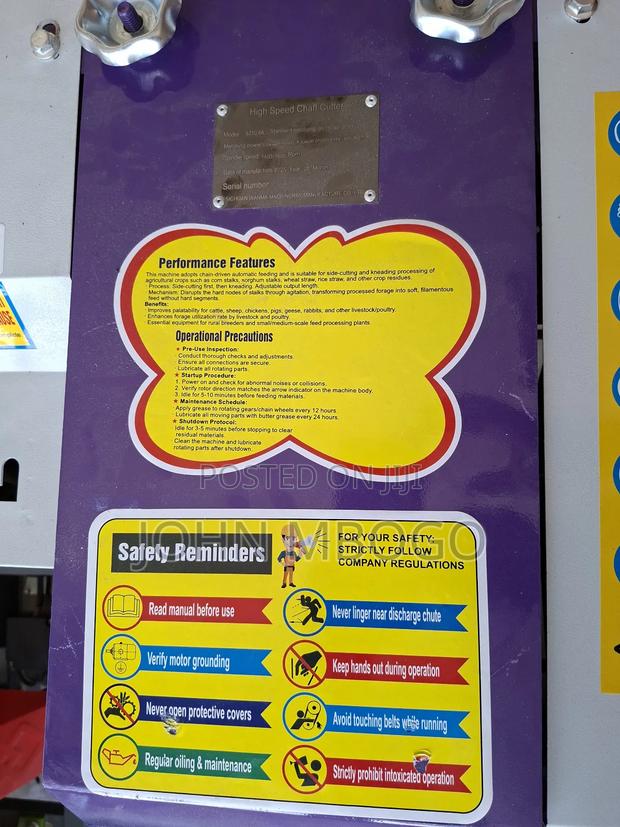 High Speed Chaff Cutter
Model
Spindle speed
Date of manufacture 2025 Year
Serial number
Performance Features
This machine adopts chain-driven automatic feeding and is suitable for side-cutting and kneading processing of
agricultural crops such as corn stalks, sorghum stalks, wheat straw, rice straw, and other crop residues.
· Process: Side-cutting first, then kneading. Adjustable output length.
· Mechanism: Disrupts the hard nodes of stalks through agitation, transforming processed forage into soft, filamentous
feed without hard segments.
Benefits:
· Improves palatability for cattle, sheep, chickens, pigs, geese, rabbits, and other livestock/poultry.
· Enhances forage utilization rate by livestock and poutry
· Essential equipment for rural breeders and small/medium-scale feed processing plants.
Operational Precautions
★ Pre-Use Inspection:
· Conduct thorough checks and adjustments.
· Ensure all connections are secure.
· Lubricate all rotating parts.
★ Startup Procedure:
1. Power on and check for abnormal noises or collisions.
2. Verify rotor direction matches the arrow indication on the machine body.
3. Idle for 5-10 minutes before feeding materials.
★ Maintenance Schedule:
· Apply grease to rotating gears/chain wheels every 12 hours.
· Lubricate all moving parts with butter grease every 24 hours.
★ Shutdown Protocol:
Idle for 3-5 minutes before stopping to clear
residual materials.
Clean the machine and lubricate
rotating parts after shutdown.
POSTED ON JIJI
JOHN MBOGO
Safety Reminders
FOR YOUR SAFETY:
STRICTLY FOLLOW
COMPANY REGULATIONS
Read manual before use
Never linger near discharge chute
Verify motor grounding
Keep hands out during operation
Never open protective covers
Avoid touching belts while running
Regular oiling & maintenance
Strictly prohibit intoxicated operation